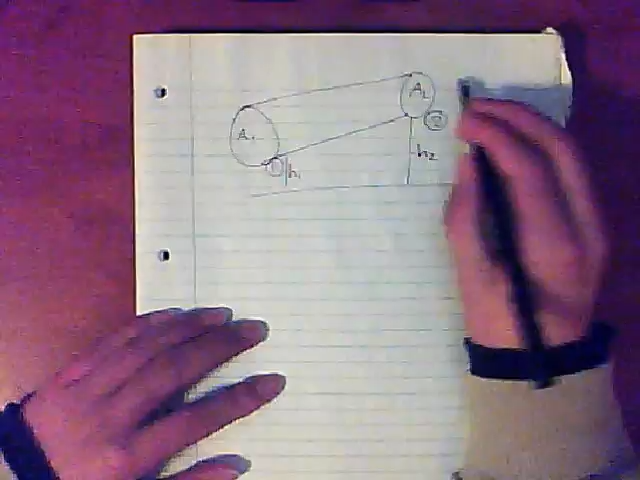 A₁
A₂
①
②
h₁
h₂